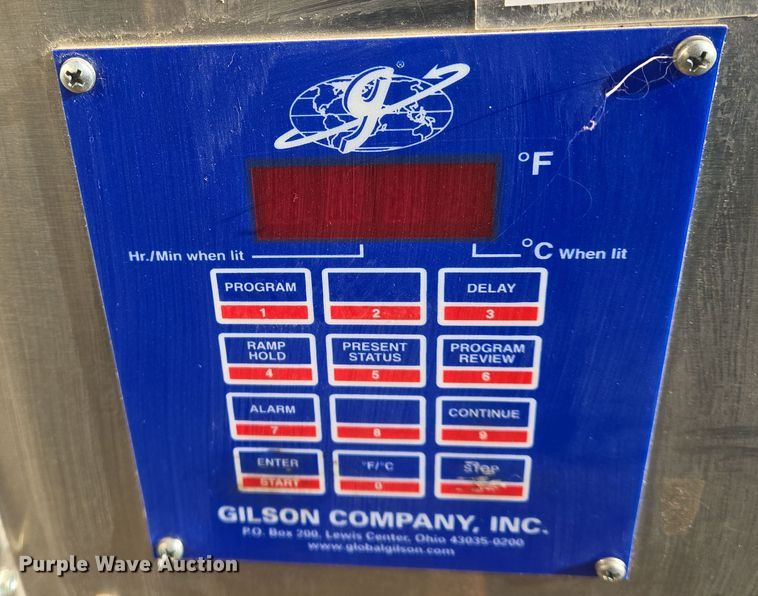 g ®
°F
Hr./Min when lit
°C When lit
PROGRAM DELAY
1 2 3
RAMP HOLD PRESENT STATUS PROGRAM REVIEW
4 5 6
ALARM CONTINUE
7 8 9
ENTER °F/°C STOP
START 0
GILSON COMPANY, INC.
P.O. Box 200, Lewis Center, Ohio 43035-0200
www.globalgilson.com
Purple Wave Auction